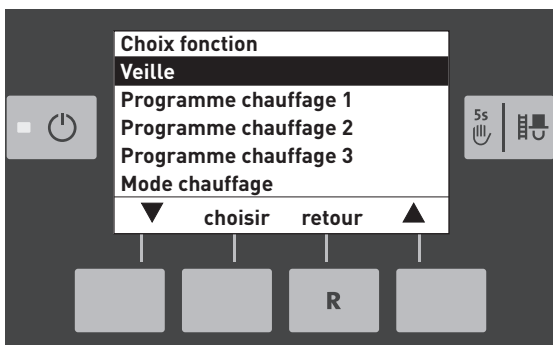 Choix fonction
Veille
Programme chauffage 1
Programme chauffage 2
Programme chauffage 3
Mode chauffage
▼ choisir retour ▲
5s
R